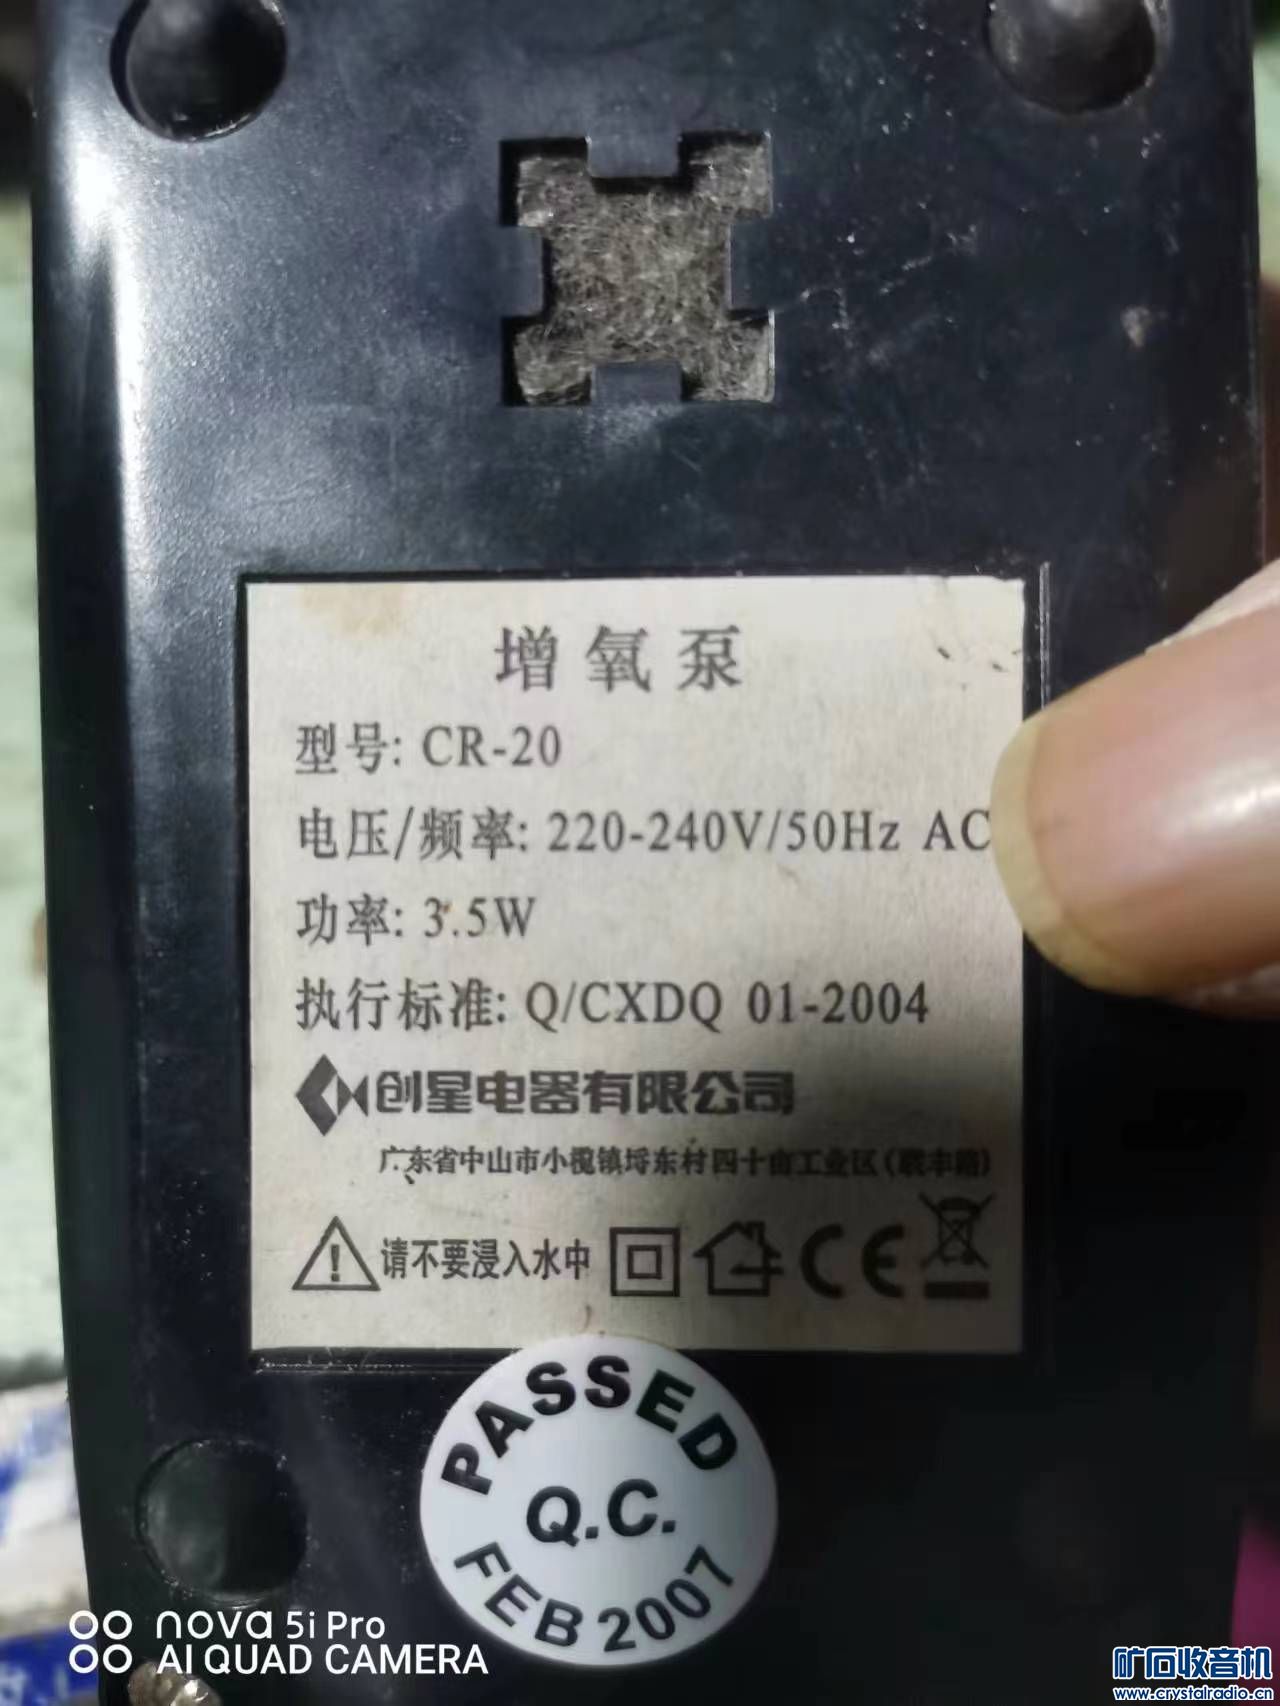 增氧泵
型号: CR-20
电压/频率: 220-240V/50Hz AC
功率: 3.5W
执行标准: Q/CXDQ 01-2004
创星电器有限公司
广东省中山市小榄镇埒东村四十亩工业区(联丰路)
请不要浸入水中
CE
PASSED
Q.C.
FEB 2007
nova 5i Pro
AI QUAD CAMERA
矿石收音机
www.crystalradio.cn